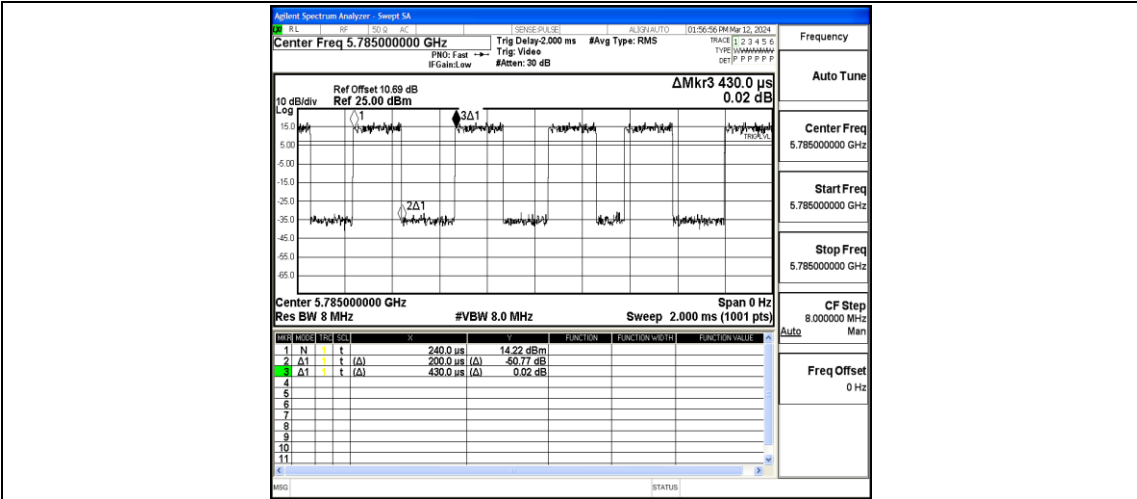 Agilent Spectrum Analyzer - Swept SA
RL RF 50 Ω AC SENSE:PULSE ALIGN AUTO 01:56:56 PM Mar 12, 2024
Center Freq 5.785000000 GHz
PNO: Fast
IFGain:Low
Trig Delay-2.000 ms
Trig: Video
#Atten: 30 dB
#Avg Type: RMS
TRACE 1 2 3 4 5 6
TYPE WWWWWW
DET P P P P P P
Ref Offset 10.69 dB
10 dB/div Ref 25.00 dBm
Log
ΔMkr3 430.0 µs
0.02 dB
15.0
5.00
-5.00
-15.0
-25.0
-35.0
-45.0
-55.0
-65.0
1
3Δ1
2Δ1
TRIG LVL
Center 5.785000000 GHz Span 0 Hz
Res BW 8 MHz #VBW 8.0 MHz Sweep 2.000 ms (1001 pts)
MKR MODE TRC SCL X Y FUNCTION FUNCTION WIDTH FUNCTION VALUE
1 N 1 t 240.0 µs 14.22 dBm
2 Δ1 1 t (Δ) 200.0 µs (Δ) -50.77 dB
3 Δ1 1 t (Δ) 430.0 µs (Δ) 0.02 dB
4
5
6
7
8
9
10
11
MSG STATUS
Frequency
Auto Tune
Center Freq
5.785000000 GHz
Start Freq
5.785000000 GHz
Stop Freq
5.785000000 GHz
CF Step
8.000000 MHz
Auto Man
Freq Offset
0 Hz